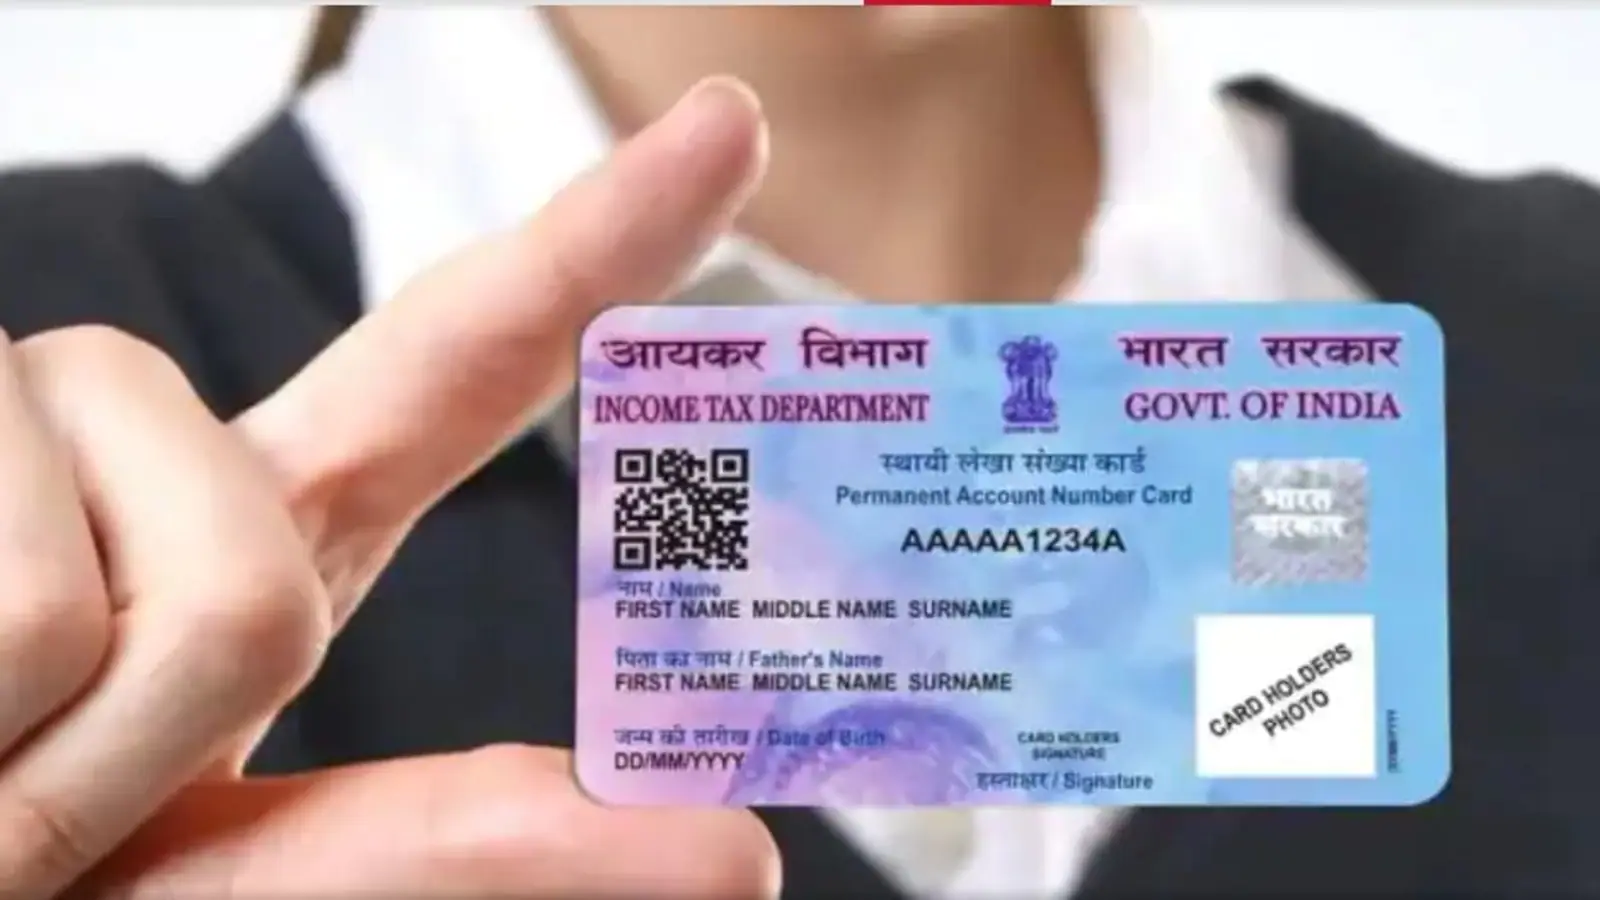 आयकर विभाग
INCOME TAX DEPARTMENT
भारत सरकार
GOVT. OF INDIA
स्थायी लेखा संख्या कार्ड
Permanent Account Number Card
AAAAA1234A
भारत
सरकार
नाम / Name
FIRST NAME MIDDLE NAME SURNAME
पिता का नाम / Father's Name
FIRST NAME MIDDLE NAME SURNAME
जन्म की तारीख / Date of Birth
DD/MM/YYYY
CARD HOLDERS
SIGNATURE
हस्ताक्षर / Signature
CARD HOLDERS
PHOTO